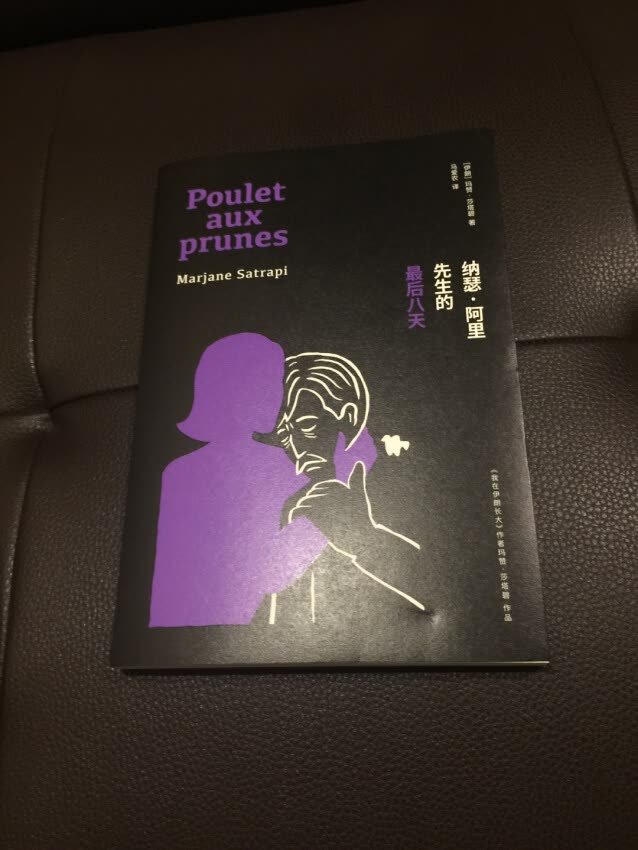 Poulet
aux
prunes
Marjane Satrapi
[伊朗] 玛赞·莎塔碧 著
马爱农 译
纳瑟·阿里
先生的
最后八天
《我在伊朗长大》作者玛赞·莎塔碧 作品